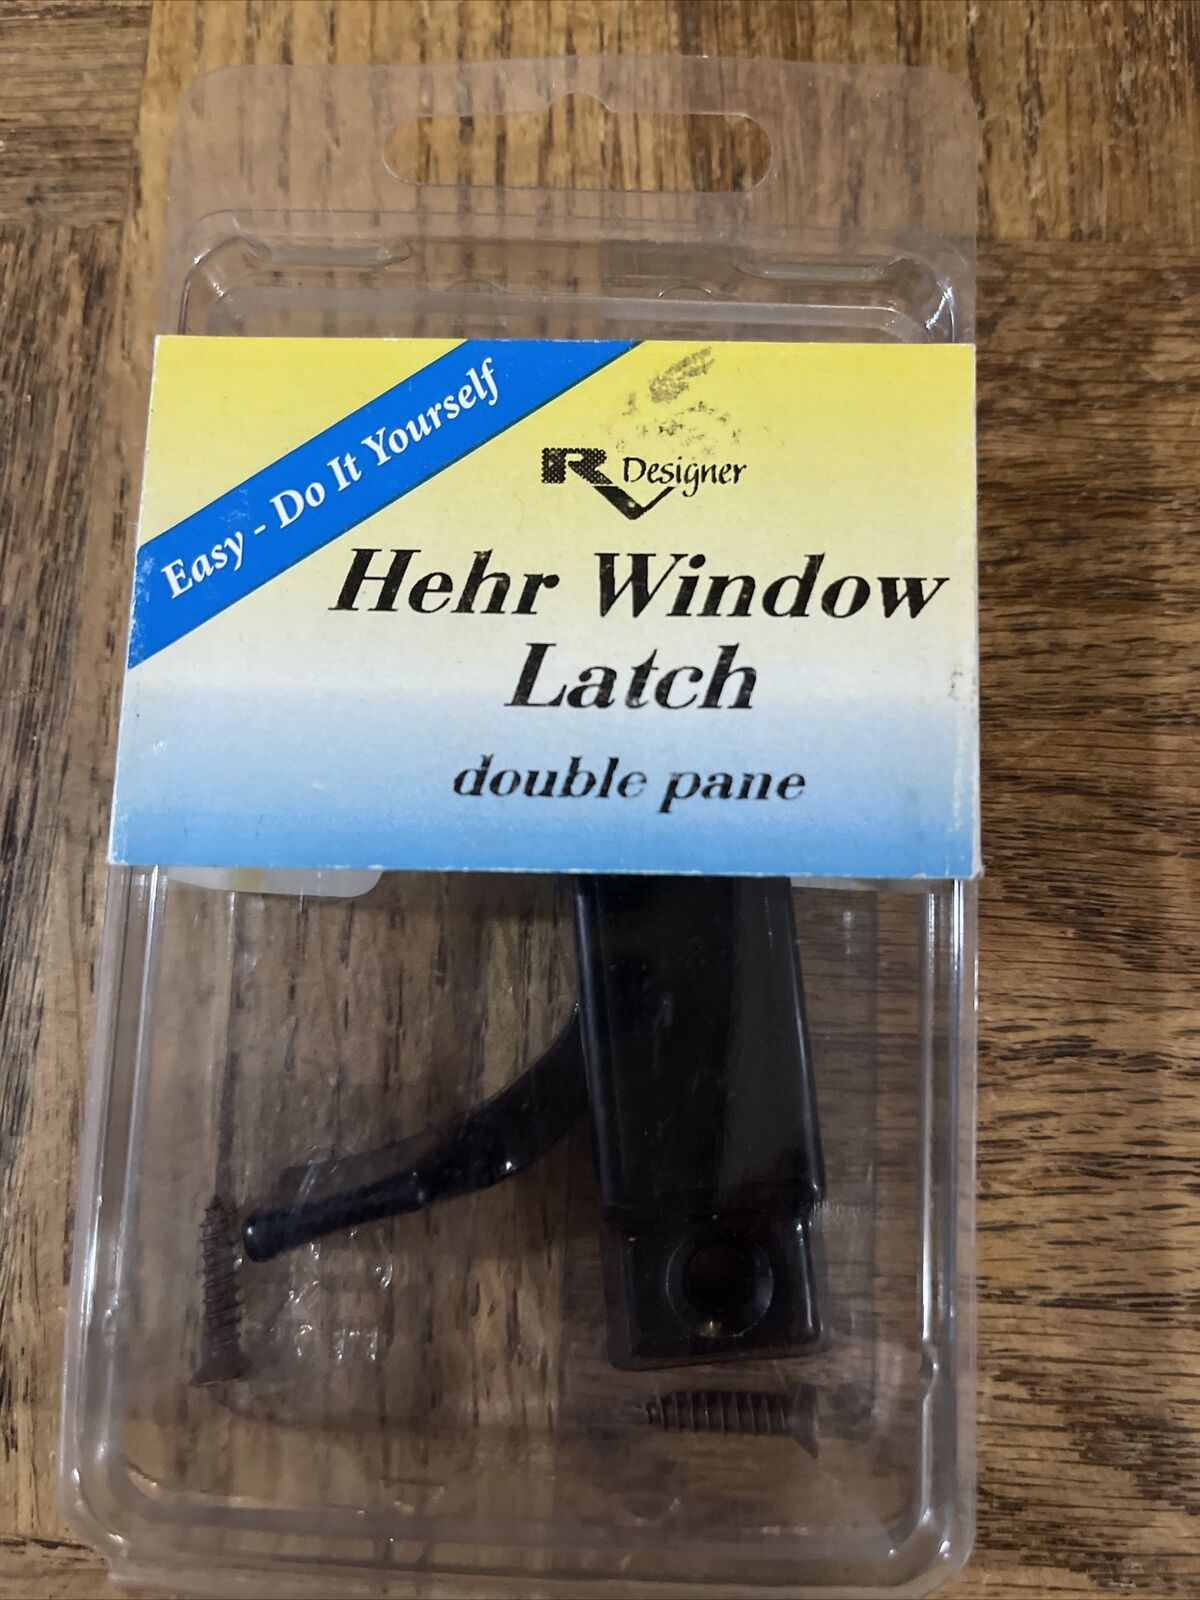 Easy - Do It Yourself
RV Designer
Hehr Window
Latch
double pane